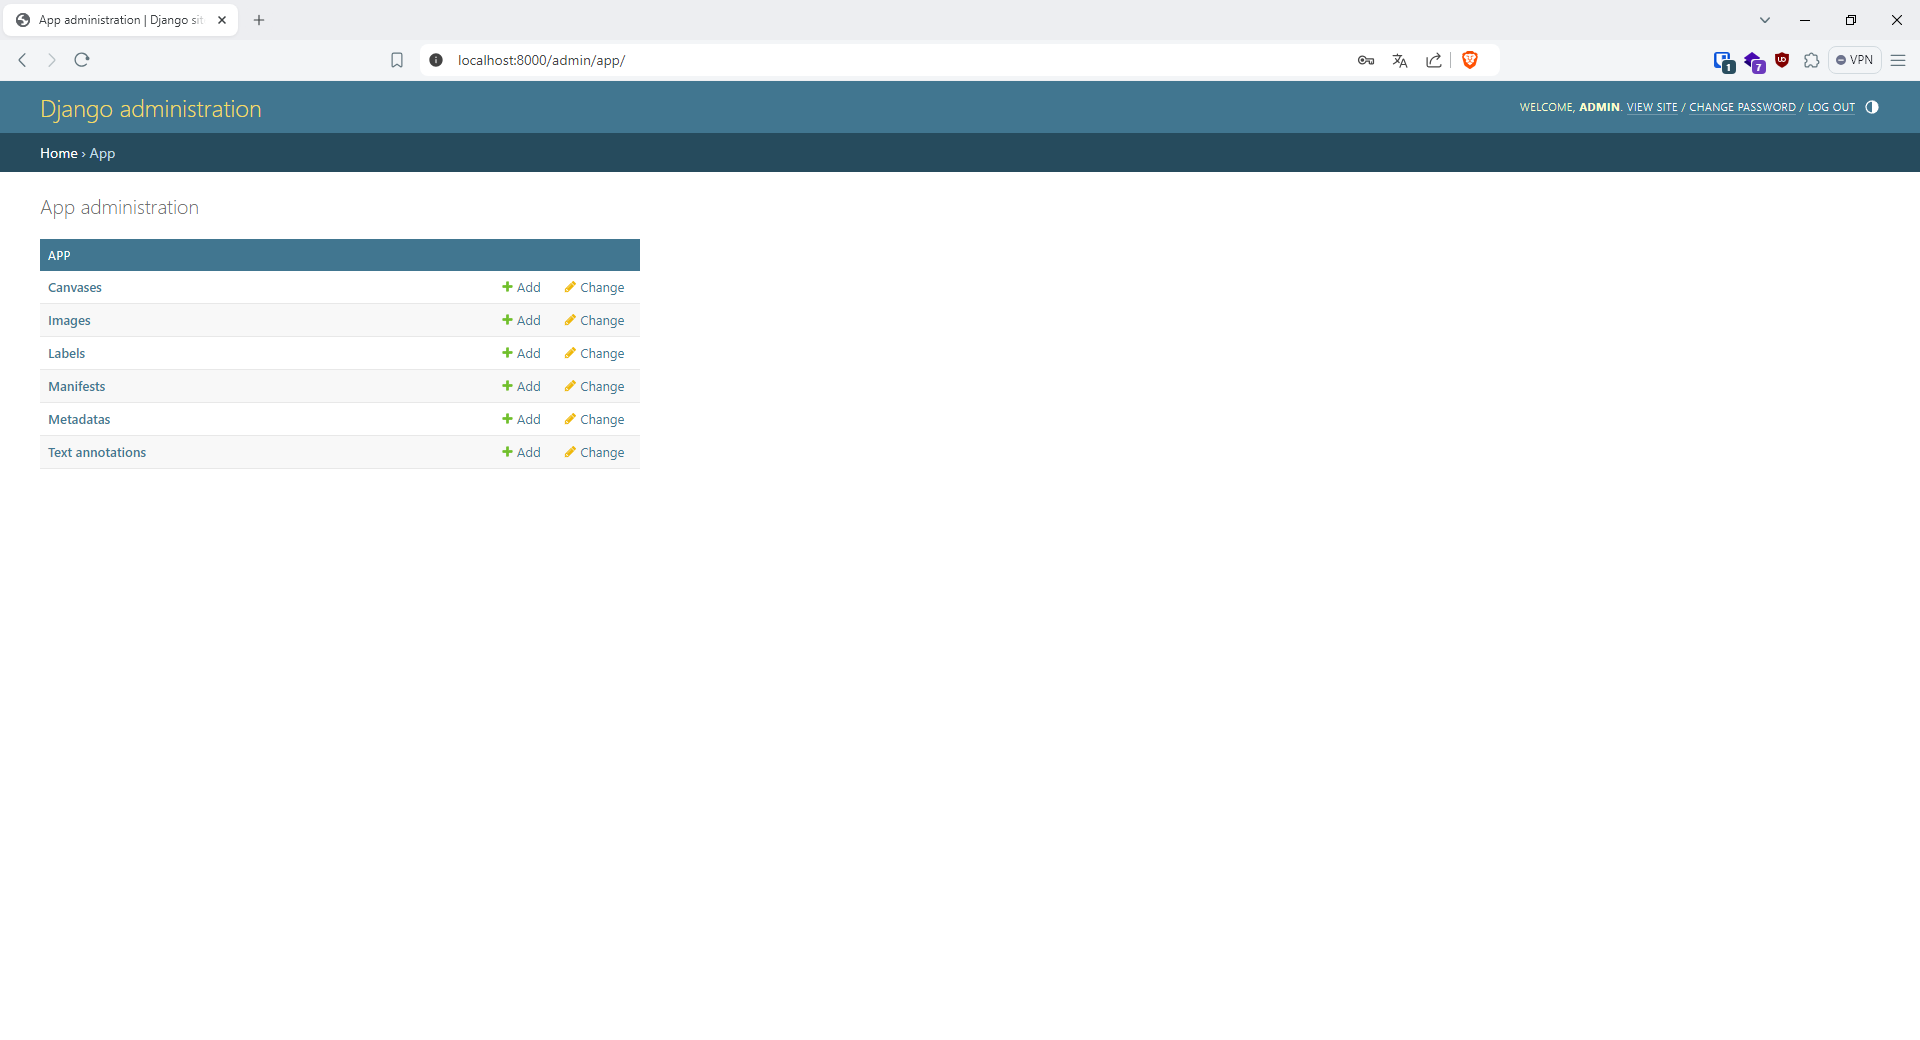 App administration | Django sit
localhost:8000/admin/app/
1
7
UD
VPN
Django administration
WELCOME, ADMIN. VIEW SITE / CHANGE PASSWORD / LOG OUT
Home › App
App administration
APP
Canvases Add Change
Images Add Change
Labels Add Change
Manifests Add Change
Metadatas Add Change
Text annotations Add Change